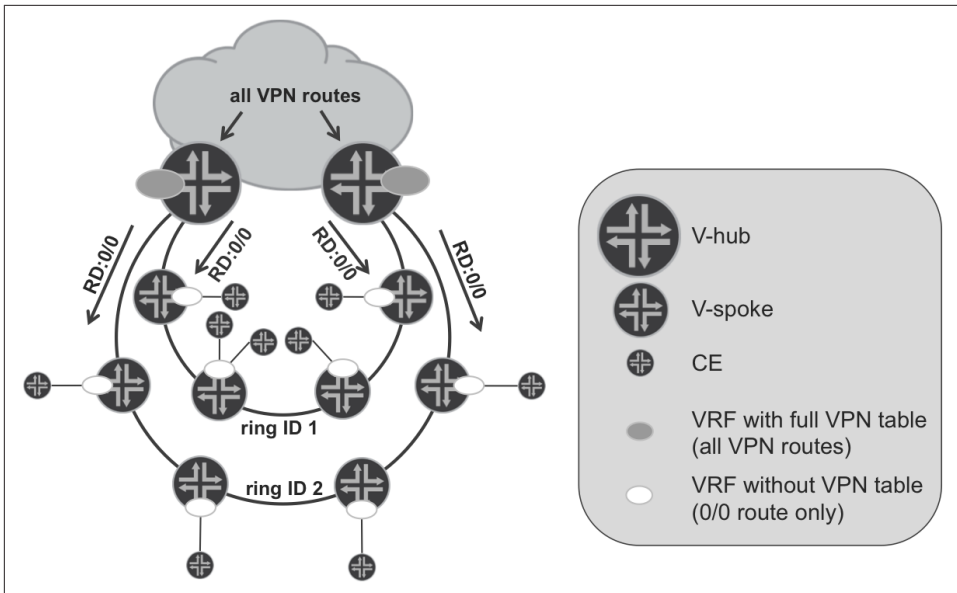 all VPN routes
RD:0/0
RD:0/0
RD:0/0
RD:0/0
ring ID 1
ring ID 2
V-hub
V-spoke
CE
VRF with full VPN table
(all VPN routes)
VRF without VPN table
(0/0 route only)